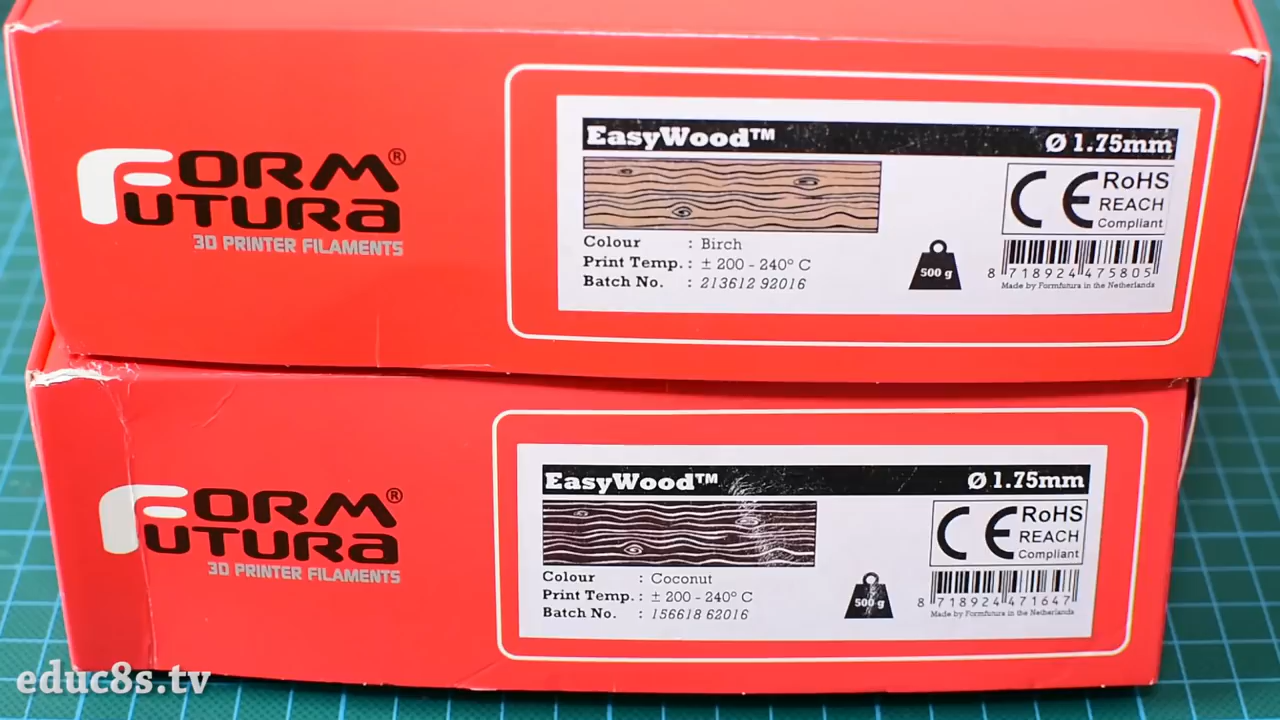 FORM®
FUTURA
3D PRINTER FILAMENTS
EasyWood™
Ø 1.75mm
Colour : Birch
Print Temp. : ± 200 - 240º C
Batch No. : 213612 92016
500 g
CE
RoHS
REACH
Compliant
8 718924 475805
Made by Formfutura in the Netherlands
FORM®
FUTURA
3D PRINTER FILAMENTS
EasyWood™
Ø 1.75mm
Colour : Coconut
Print Temp. : ± 200 - 240º C
Batch No. : 156618 62016
500 g
CE
RoHS
REACH
Compliant
8 718924 471647
Made by Formfutura in the Netherlands
educ8s.tv